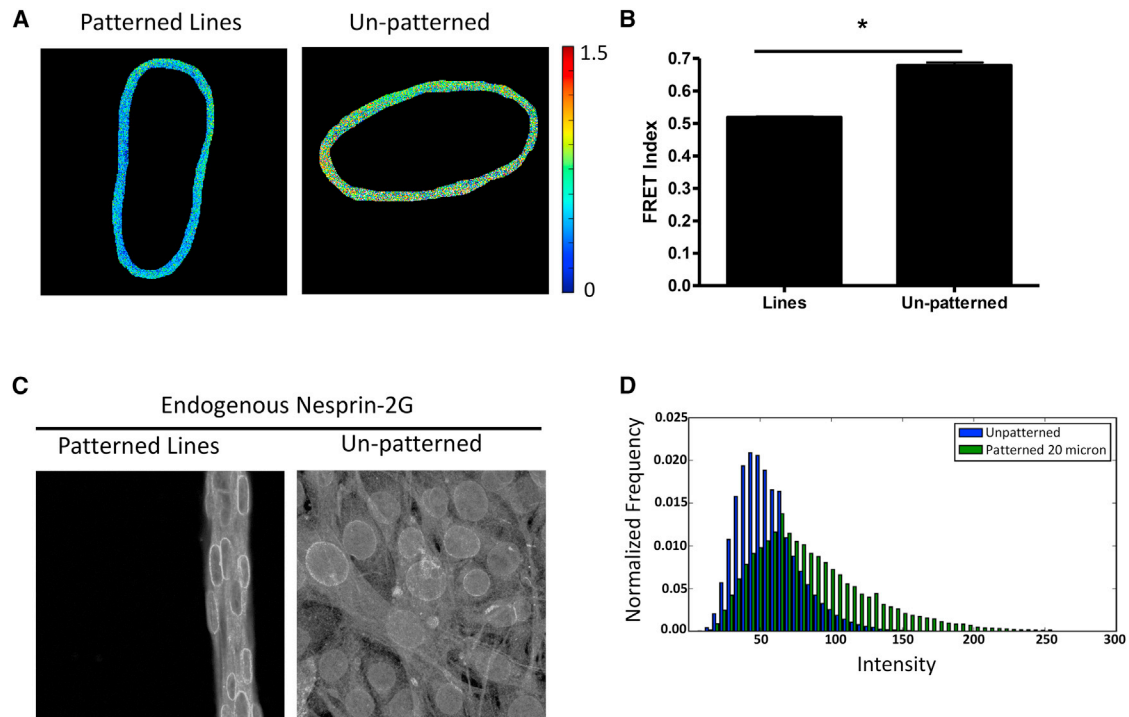 A
Patterned Lines
Un-patterned
1.5
0
B
*
FRET Index
0.7
0.6
0.5
0.4
0.3
0.2
0.1
0.0
Lines
Un-patterned
C
Endogenous Nesprin-2G
Patterned Lines
Un-patterned
D
Normalized Frequency
0.025
0.020
0.015
0.010
0.005
0.00
Unpatterned
Patterned 20 micron
50
100
150
200
250
300
Intensity